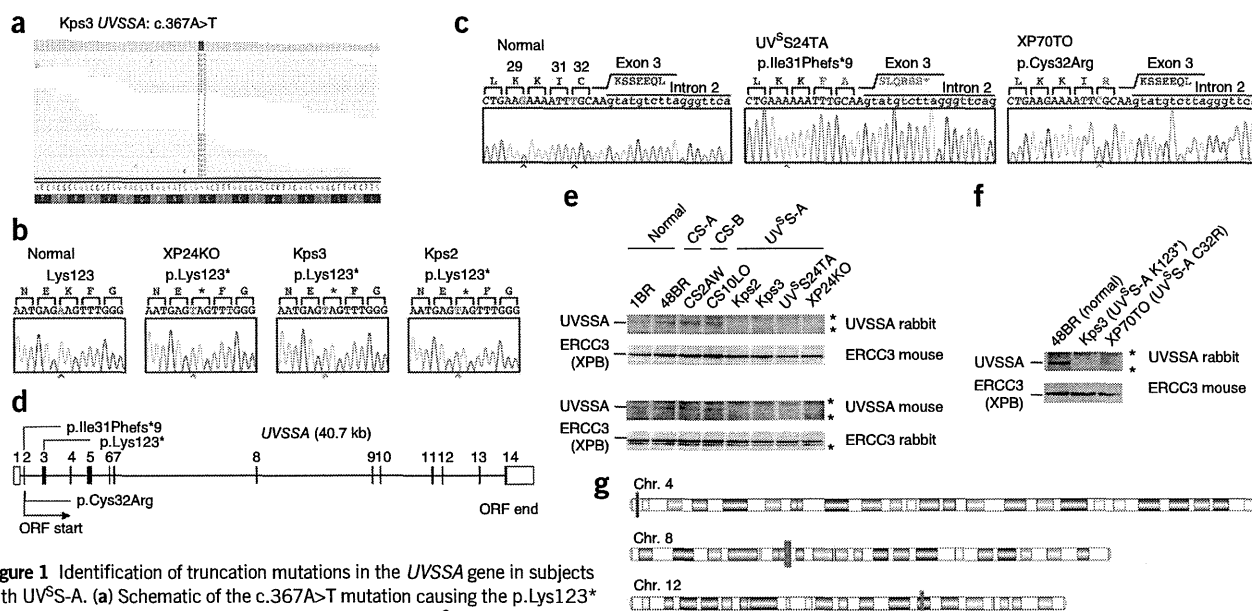 a
Kps3 UVSSA: c.367A>T
b
Normal
Lys123
N E K F G
AATGAGAAGTTTGGG
XP24KO
p.Lys123*
N E * F G
AATGAGTAGTTTGGG
Kps3
p.Lys123*
N E * F G
AATGAGTAGTTTGGG
Kps2
p.Lys123*
N E * F G
AATGAGTAGTTTGGG
c
Normal
29 31 32
L K K I C
Exon 3
KSSEEQL
Intron 2
CTGAAGAAAATTTGCAAgtatgtcttagggttca
UVSS24TA
p.Ile31Phefs*9
L K K F A
Exon 3
SLQRSS*
Intron 2
CTGAAAAAATTTGCAAgtatgtcttagggttcag
XP70TO
p.Cys32Arg
L K K I R
Exon 3
KSSEEQL
Intron 2
CTGAAGAAAATTCGCAAgtatgtcttagggttca
d
p.Ile31Phefs*9
p.Lys123*
UVSSA (40.7 kb)
1 2 3 4 5 6 7 8 9 10 11 12 13 14
p.Cys32Arg
ORF start
ORF end
e
Normal
CS-A
CS-B
UVSS-A
1BR
48BR
CS2AW
CS10LO
Kps2
Kps3
UVSS24TA
XP24KO
UVSSA * * UVSSA rabbit
ERCC3 (XPB) ERCC3 mouse
UVSSA * * UVSSA mouse
ERCC3 (XPB) * ERCC3 rabbit
f
48BR (normal)
Kps3 (UVSS-A K123*)
XP70TO (UVSS-A C32R)
UVSSA * * UVSSA rabbit
ERCC3 (XPB) ERCC3 mouse
g
Chr. 4
Chr. 8
Chr. 12
gure 1 Identification of truncation mutations in the UVSSA gene in subjects
th UVSS-A. (a) Schematic of the c.367A>T mutation causing the p.Lys123*